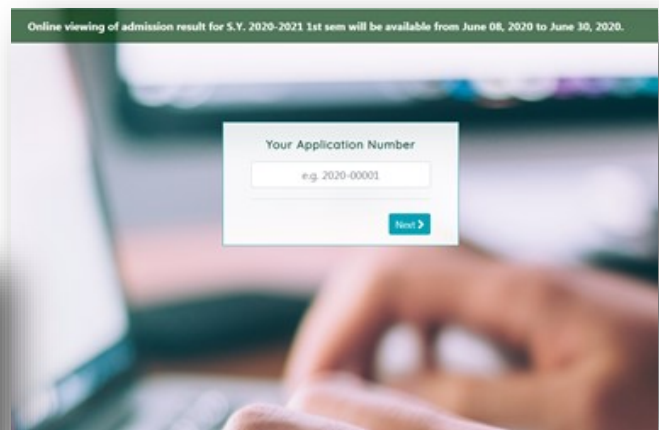 Online viewing of admission result for S.Y. 2020-2021 1st sem will be available from June 08, 2020 to June 30, 2020.
Your Application Number
e.g. 2020-00001
Next